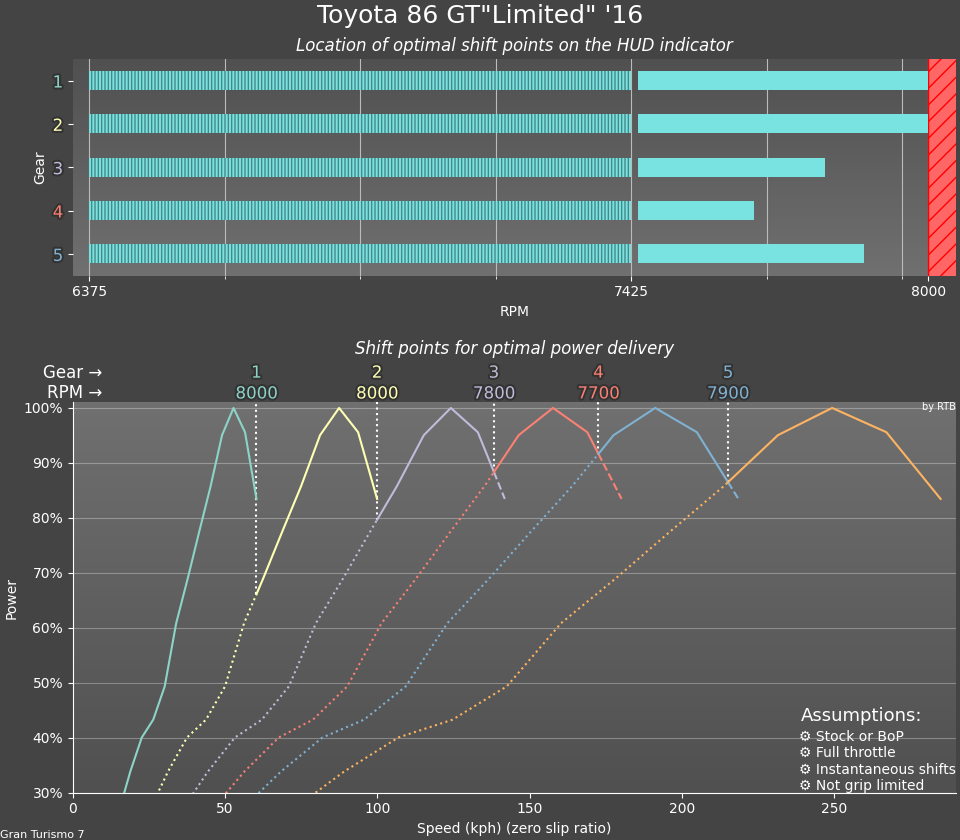 Toyota 86 GT"Limited" '16
Location of optimal shift points on the HUD indicator
Gear
1
2
3
4
5
6375 7425 8000
RPM
Shift points for optimal power delivery
Gear → 1 2 3 4 5
RPM → 8000 8000 7800 7700 7900
by RTB
Power
100%
90%
80%
70%
60%
50%
40%
30%
Assumptions:
⚙ Stock or BoP
⚙ Full throttle
⚙ Instantaneous shifts
⚙ Not grip limited
0 50 100 150 200 250
Speed (kph) (zero slip ratio)
Gran Turismo 7